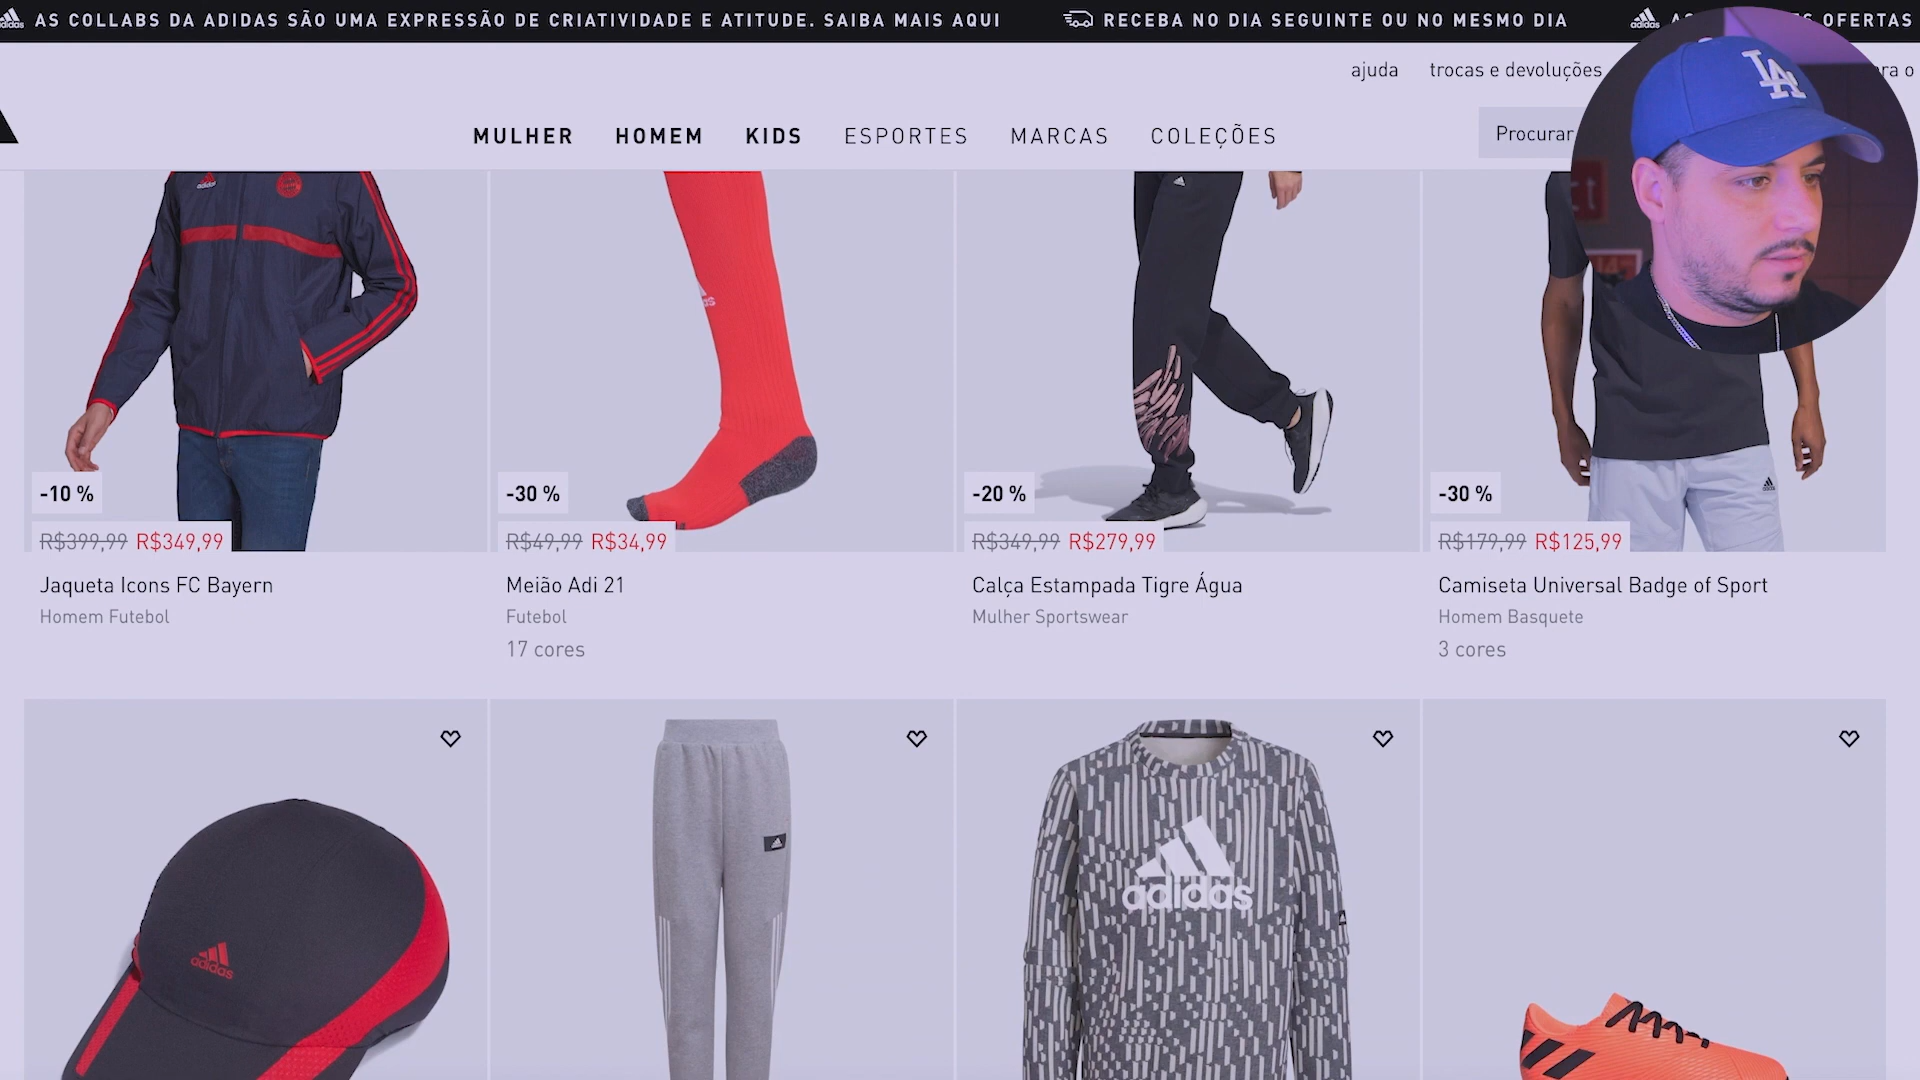 AS COLLABS DA ADIDAS SÃO UMA EXPRESSÃO DE CRIATIVIDADE E ATITUDE. SAIBA MAIS AQUI
RECEBA NO DIA SEGUINTE OU NO MESMO DIA
OFERTAS
ajuda
trocas e devoluções
MULHER
HOMEM
KIDS
ESPORTES
MARCAS
COLEÇÕES
Procurar
LA
-10 %
R$399,99 R$349,99
Jaqueta Icons FC Bayern
Homem Futebol
-30 %
R$49,99 R$34,99
Meião Adi 21
Futebol
17 cores
-20 %
R$349,99 R$279,99
Calça Estampada Tigre Água
Mulher Sportswear
-30 %
R$179,99 R$125,99
Camiseta Universal Badge of Sport
Homem Basquete
3 cores
adidas
adidas